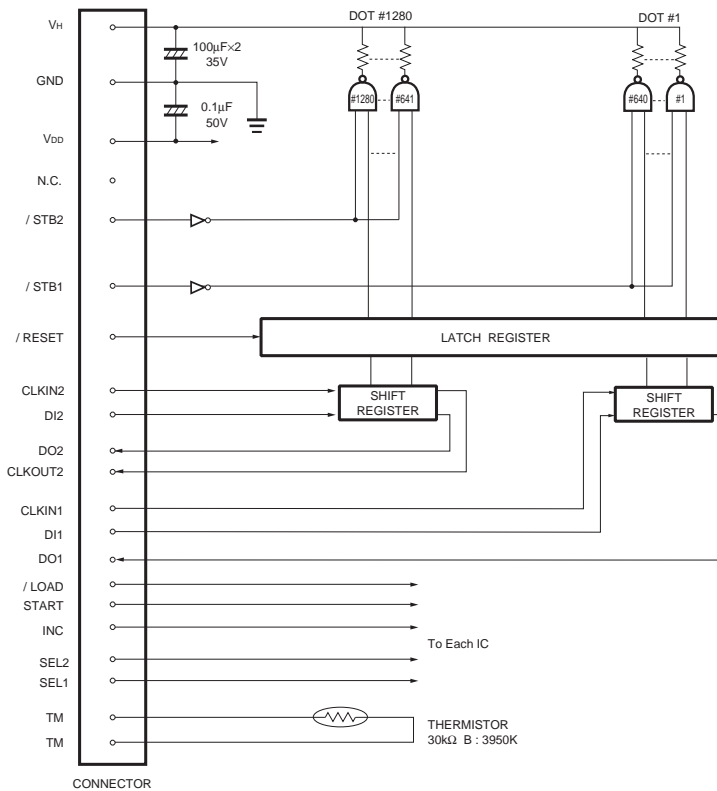 DOT #1280
DOT #1
VH
100µF×2
35V
GND
#1280
#641
#640
#1
0.1µF
50V
VDD
N.C.
/ STB2
/ STB1
/ RESET
LATCH REGISTER
CLKIN2
SHIFT
REGISTER
SHIFT
REGISTER
DI2
DO2
CLKOUT2
CLKIN1
DI1
DO1
/ LOAD
START
INC
To Each IC
SEL2
SEL1
TM
THERMISTOR
30kΩ B : 3950K
TM
CONNECTOR